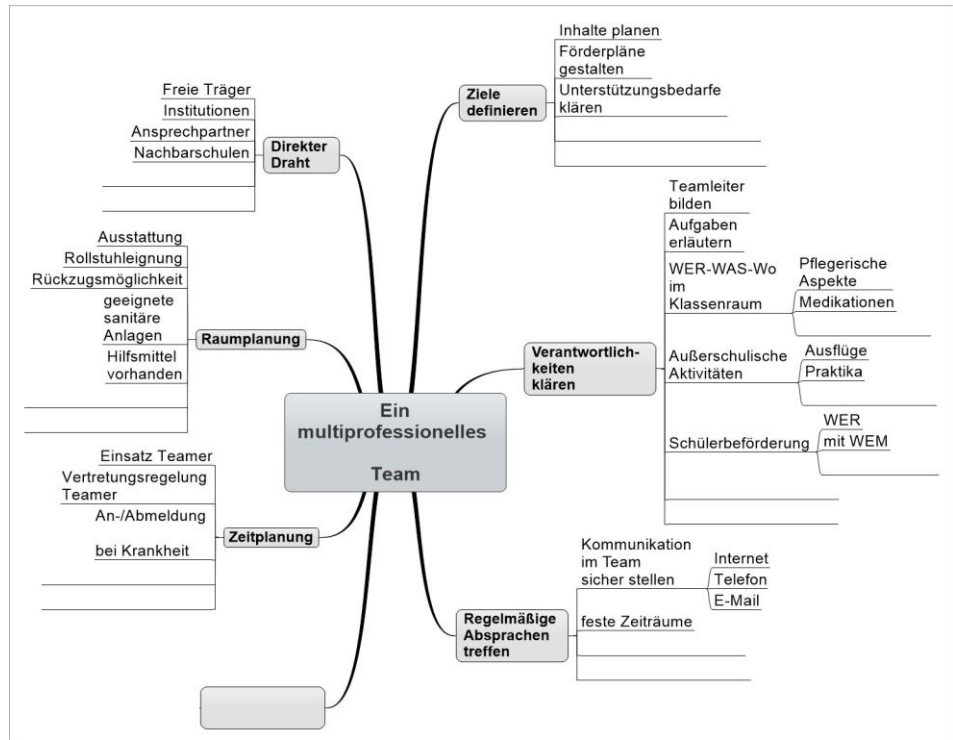 Ein
multiprofessionelles
Team
Ziele
definieren
Inhalte planen
Förderpläne
gestalten
Unterstützungsbedarfe
klären
Verantwortlich-
keiten
klären
Teamleiter
bilden
Aufgaben
erläutern
WER-WAS-Wo
im
Klassenraum
Pflegerische
Aspekte
Medikationen
Außerschulische
Aktivitäten
Ausflüge
Praktika
Schülerbeförderung
WER
mit WEM
Regelmäßige
Absprachen
treffen
Kommunikation
im Team
sicher stellen
Internet
Telefon
E-Mail
feste Zeiträume
Direkter
Draht
Freie Träger
Institutionen
Ansprechpartner
Nachbarschulen
Raumplanung
Ausstattung
Rollstuhleignung
Rückzugsmöglichkeit
geeignete
sanitäre
Anlagen
Hilfsmittel
vorhanden
Zeitplanung
Einsatz Teamer
Vertretungsregelung
Teamer
An-/Abmeldung
bei Krankheit